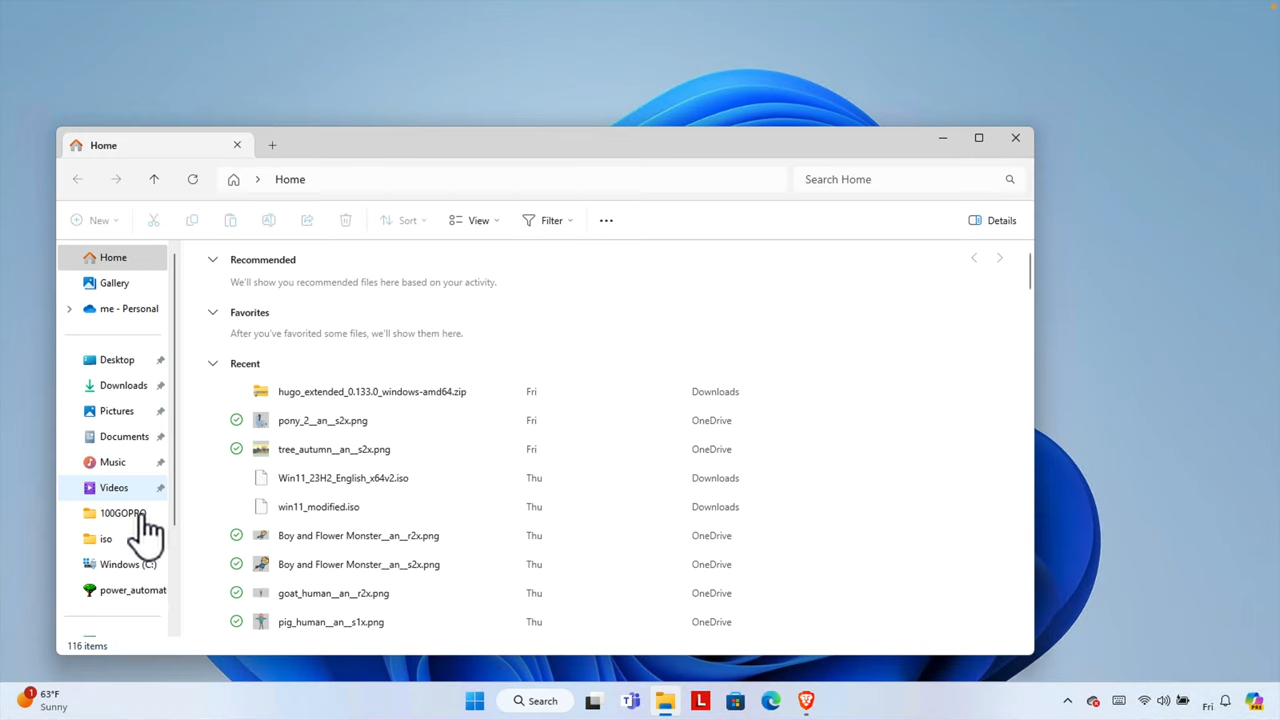 Home
Home
Search Home
New
Sort
View
Filter
Details
Home
Gallery
me - Personal
Desktop
Downloads
Pictures
Documents
Music
Videos
100GOPRO
iso
Windows (C:)
power_automat
Recommended
We'll show you recommended files here based on your activity.
Favorites
After you've favorited some files, we'll show them here.
Recent
hugo_extended_0.133.0_windows-amd64.zip Fri Downloads
pony_2__an__s2x.png Fri OneDrive
tree_autumn__an__s2x.png Fri OneDrive
Win11_23H2_English_x64v2.iso Thu Downloads
win11_modified.iso Thu Downloads
Boy and Flower Monster__an__r2x.png Thu OneDrive
Boy and Flower Monster__an__s2x.png Thu OneDrive
goat_human__an__r2x.png Thu OneDrive
pig_human__an__s1x.png Thu OneDrive
116 items
1
63°F
Sunny
Search
L
Fri
PRE